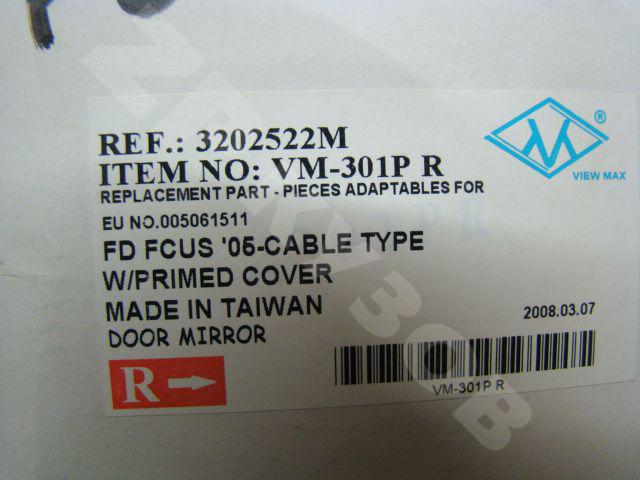 REF.: 3202522M
ITEM NO: VM-301P R
REPLACEMENT PART - PIECES ADAPTABLES FOR
VIEW MAX
®
EU NO.005061511
FD FCUS '05-CABLE TYPE
W/PRIMED COVER
MADE IN TAIWAN
2008.03.07
DOOR MIRROR
R →
VM-301P R